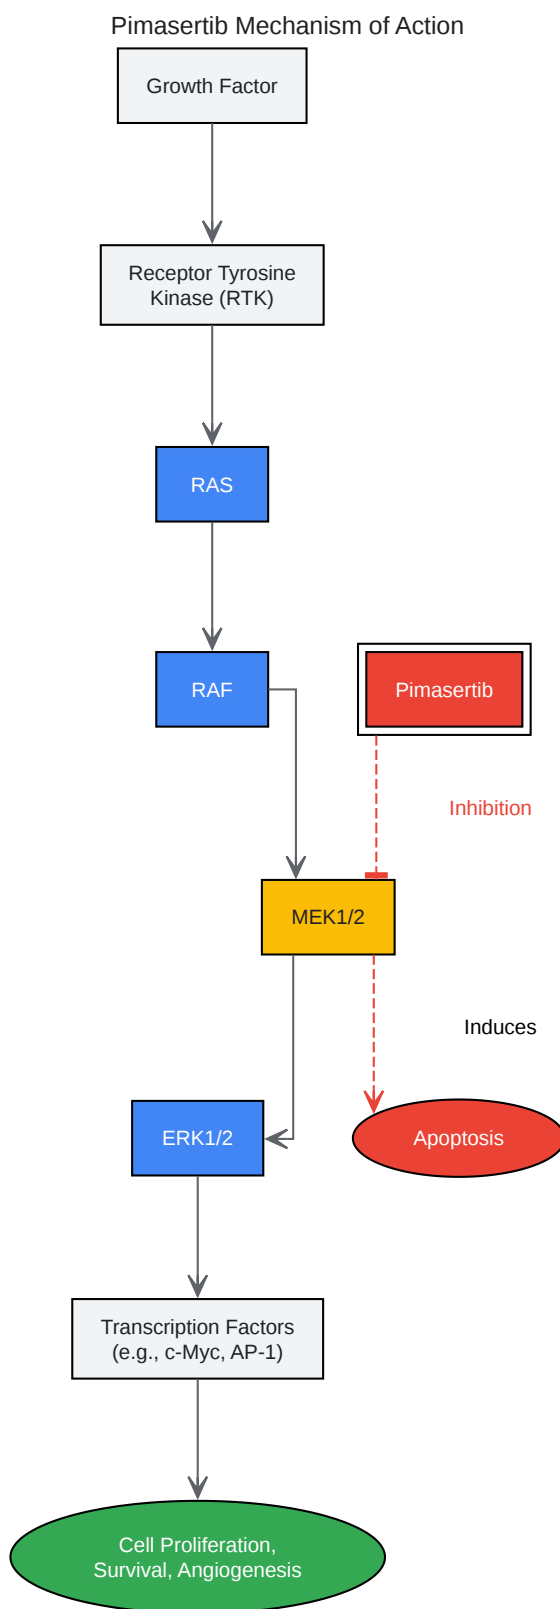 Pimasertib Mechanism of Action
Growth Factor
Receptor Tyrosine
Kinase (RTK)
RAS
RAF
Pimasertib
Inhibition
MEK1/2
Induces
ERK1/2
Apoptosis
Transcription Factors
(e.g., c-Myc, AP-1)
Cell Proliferation,
Survival, Angiogenesis